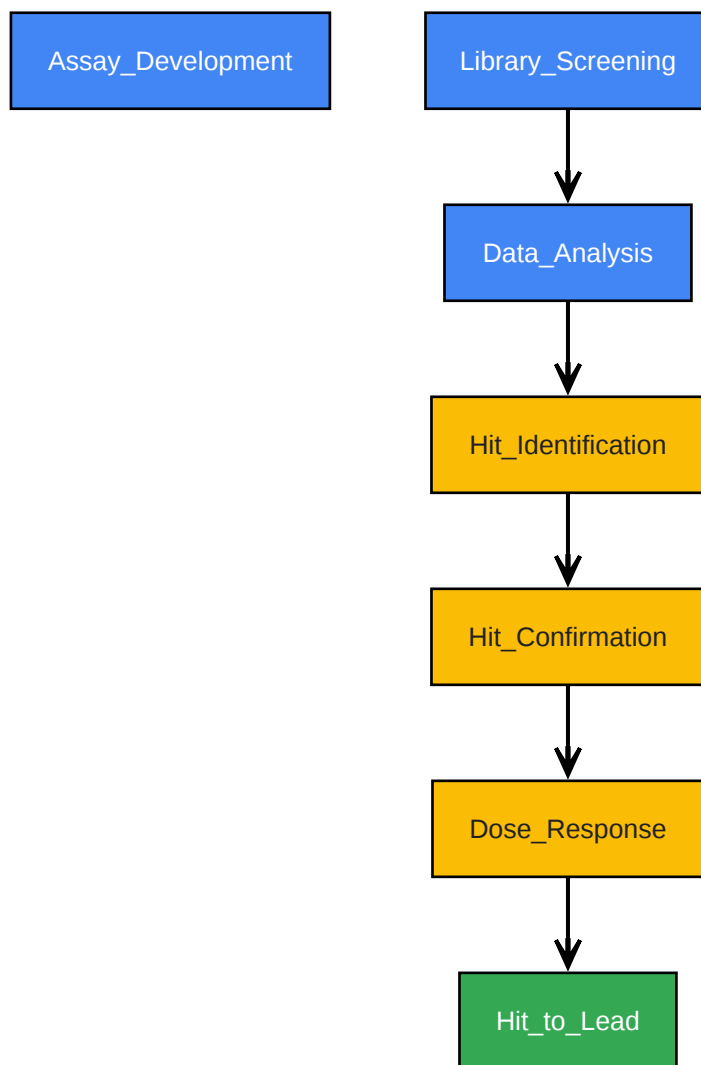 Assay_Development
Library_Screening
Data_Analysis
Hit_Identification
Hit_Confirmation
Dose_Response
Hit_to_Lead